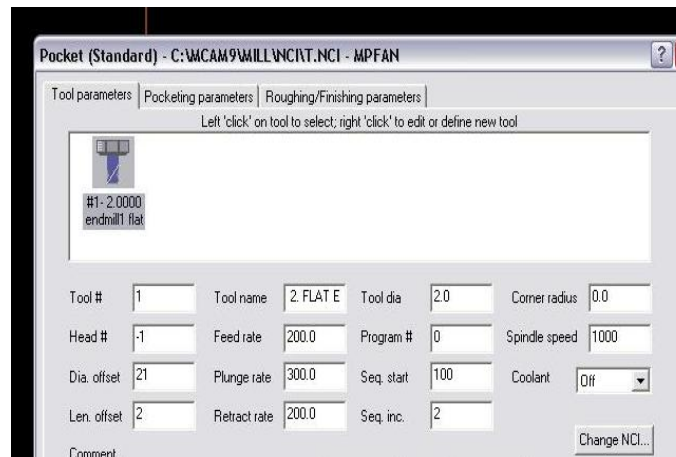 Pocket (Standard) - C:\MCAM9\MILL\NCI\T.NCI - MPFAN
Tool parameters Pocketing parameters Roughing/Finishing parameters
Left 'click' on tool to select; right 'click' to edit or define new tool
#1- 2.0000
endmill1 flat
Tool # 1 Tool name 2. FLAT E Tool dia 2.0 Corner radius 0.0
Head # -1 Feed rate 200.0 Program # 0 Spindle speed 1000
Dia. offset 21 Plunge rate 300.0 Seq. start 100 Coolant Off
Len. offset 2 Retract rate 200.0 Seq. inc. 2
Change NCI...
Comment